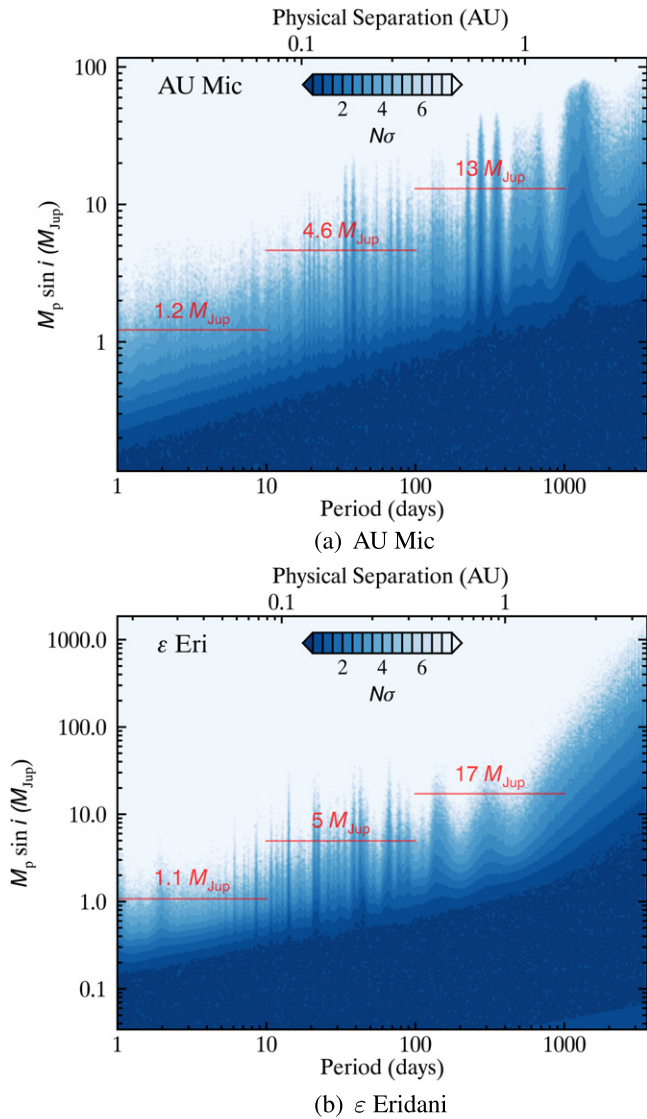 Physical Separation (AU)
0.1 1
AU Mic
2 4 6
Nσ
100
10
1
M_p sin i (M_Jup)
13 M_Jup
4.6 M_Jup
1.2 M_Jup
1 10 100 1000
Period (days)
(a) AU Mic
Physical Separation (AU)
0.1 1
ε Eri
2 4 6
Nσ
1000.0
100.0
10.0
1.0
0.1
M_p sin i (M_Jup)
17 M_Jup
5 M_Jup
1.1 M_Jup
1 10 100 1000
Period (days)
(b) ε Eridani